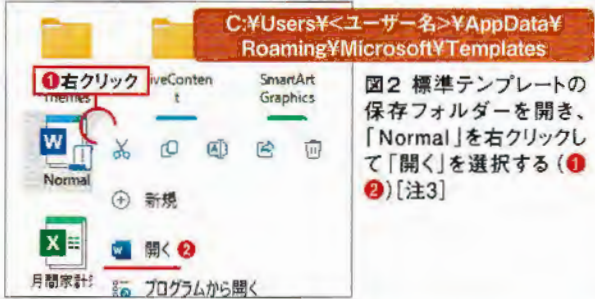 C:¥Users¥<ユーザー名>¥AppData¥
Roaming¥Microsoft¥Templates
❶右クリック
Themes
iveConten
t
SmartArt
Graphics
Normal
新規
開く ❷
月間家計
プログラムから開く
図2 標準テンプレートの
保存フォルダーを開き、
「Normal」を右クリックし
て「開く」を選択する(❶
❷)[注3]